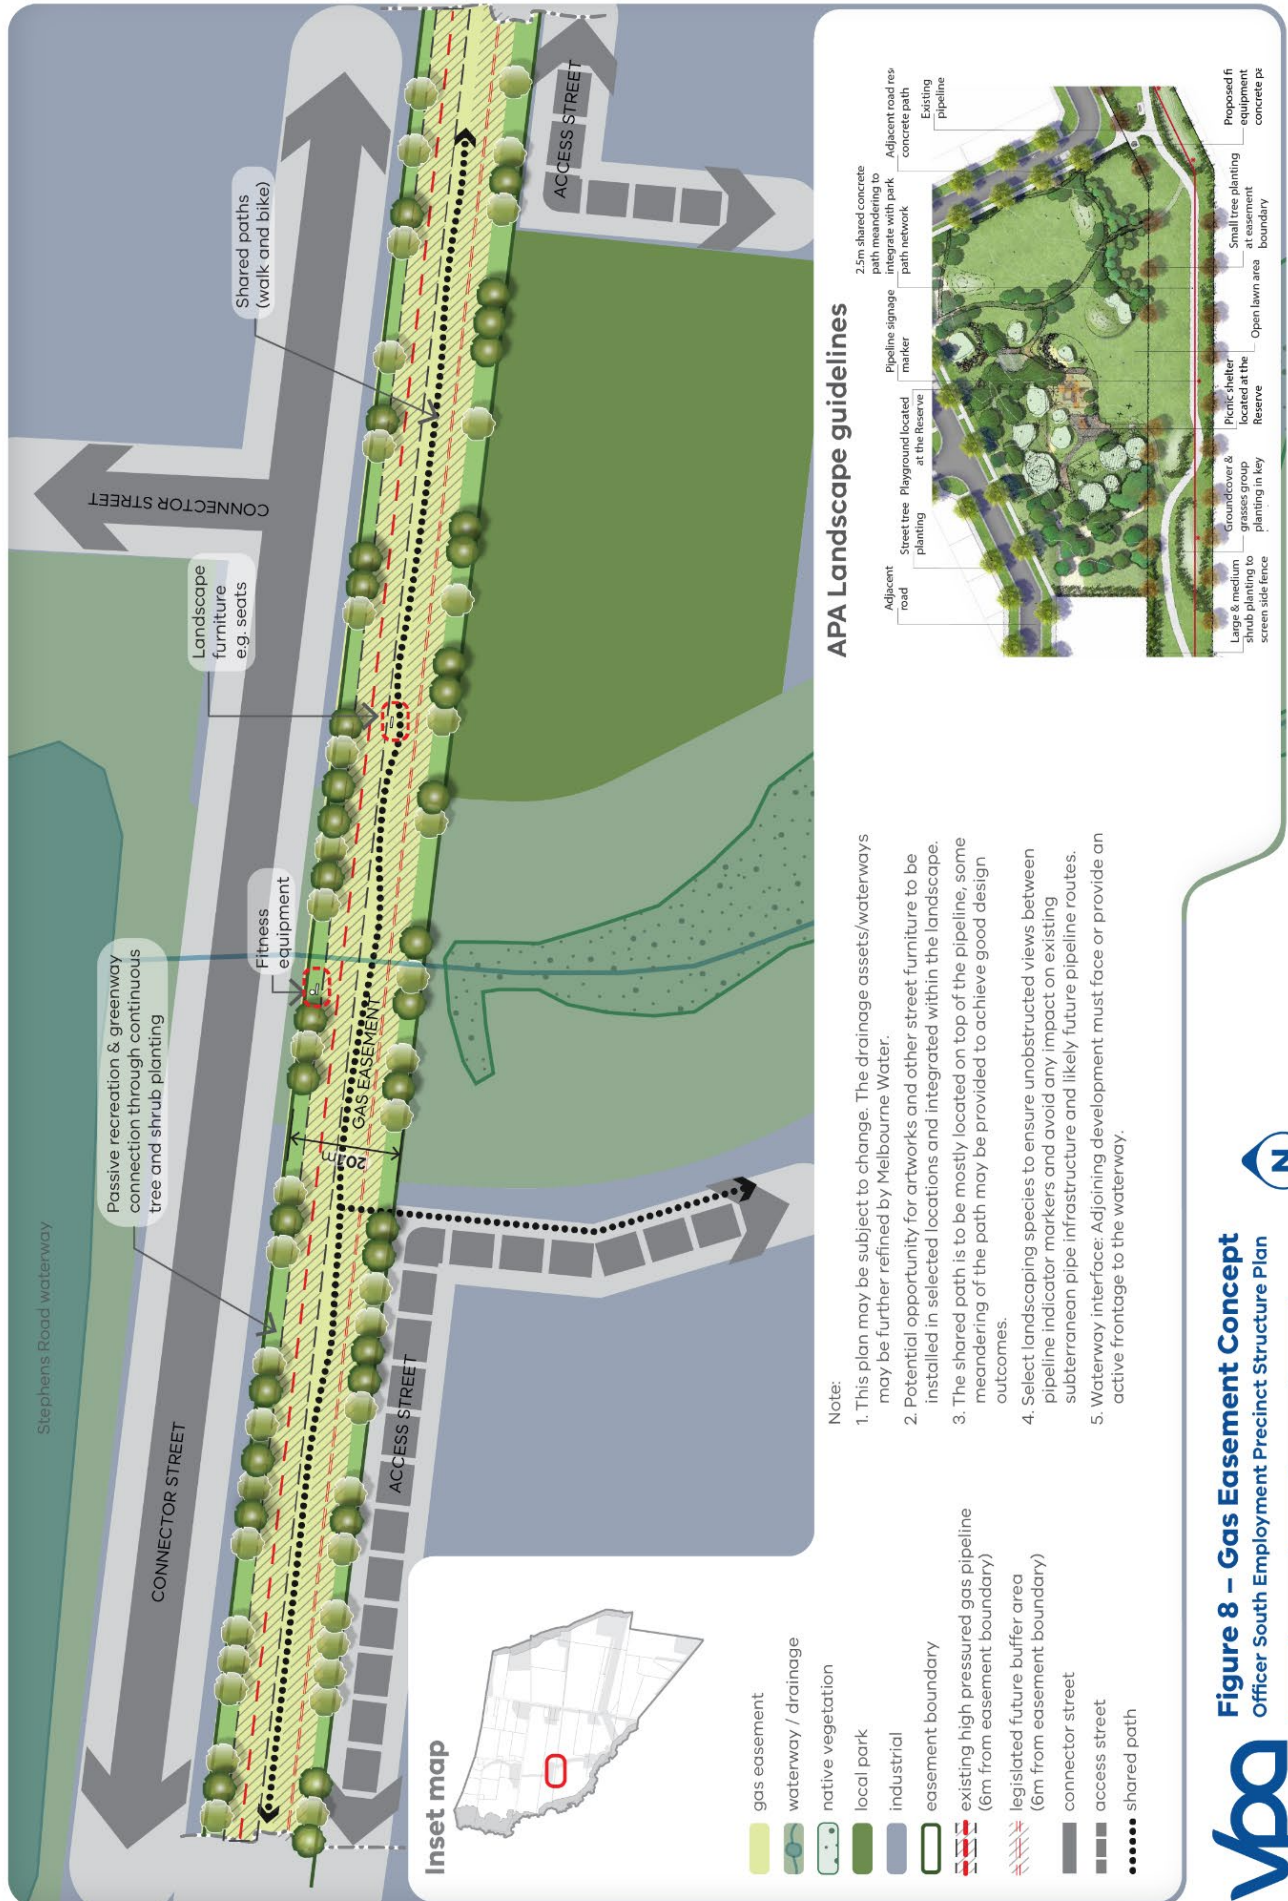 Stephens Road waterway
Passive recreation & greenway
connection through continuous
tree and shrub planting
Fitness
equipment
Landscape
furniture
e.g. seats
Shared paths
(walk and bike)
CONNECTOR STREET
CONNECTOR STREET
GAS EASEMENT
ACCESS STREET
ACCESS STREET
Inset map
gas easement
waterway / drainage
native vegetation
local park
industrial
easement boundary
existing high pressured gas pipeline
(6m from easement boundary)
legislated future buffer area
(6m from easement boundary)
connector street
access street
shared path
Note:
1. This plan may be subject to change. The drainage assets/waterways
may be further refined by Melbourne Water.
2. Potential opportunity for artworks and other street furniture to be
installed in selected locations and integrated within the landscape.
3. The shared path is to be mostly located on top of the pipeline, some
meandering of the path may be provided to achieve good design
outcomes.
4. Select landscaping species to ensure unobstructed views between
pipeline indicator markers and avoid any impact on existing
subterranean pipe infrastructure and likely future pipeline routes.
5. Waterway interface: Adjoining development must face or provide an
active frontage to the waterway.
APA Landscape guidelines
Adjacent
road
Street tree
planting
Playground located
at the Reserve
Pipeline signage
marker
2.5m shared concrete
path meandering to
integrate with park
path network
Adjacent road res
concrete path
Existing
pipeline
Large & medium
shrub planting to
screen side fence
Groundcover &
grasses group
planting in key
Picnic shelter
located at the
Reserve
Open lawn area
Small tree planting
at easement
boundary
Proposed fi
equipment
concrete pa
vpa
Figure 8 – Gas Easement Concept
Officer South Employment Precinct Structure Plan
N